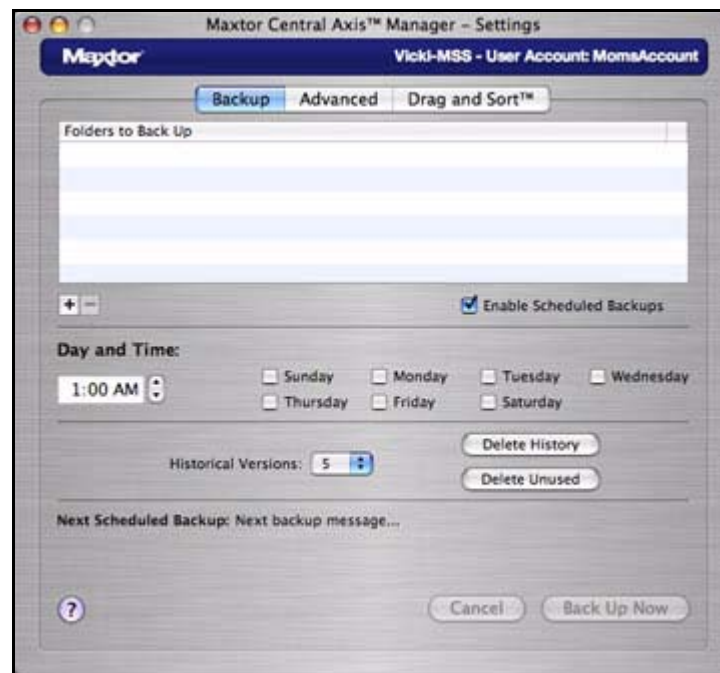 Maxtor Central Axis™ Manager – Settings
Maxtor
Vicki-MSS - User Account: MomsAccount
Backup
Advanced
Drag and Sort™
Folders to Back Up
+ −
Enable Scheduled Backups
Day and Time:
1:00 AM
Sunday Monday Tuesday Wednesday
Thursday Friday Saturday
Historical Versions: 5
Delete History
Delete Unused
Next Scheduled Backup: Next backup message...
?
Cancel
Back Up Now